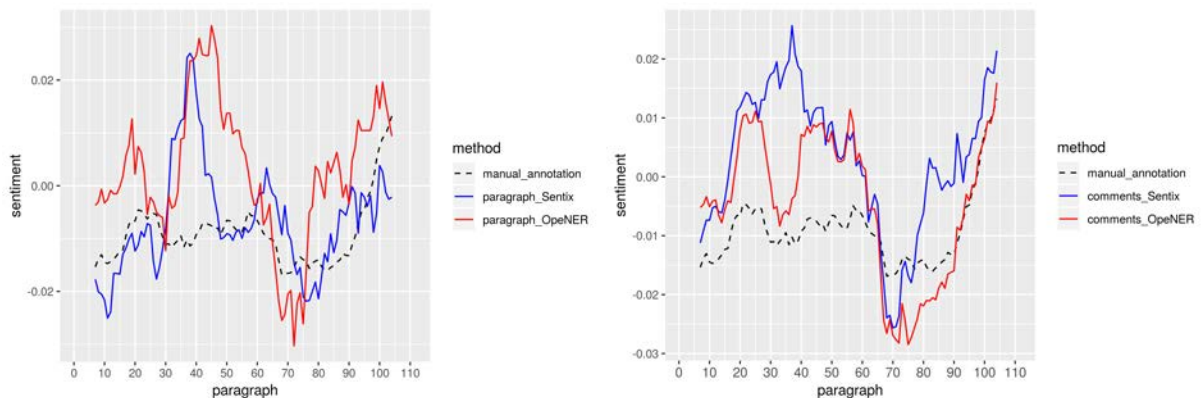 0.02
0.00
-0.02
sentiment
0 10 20 30 40 50 60 70 80 90 100 110
paragraph
method
manual_annotation
paragraph_Sentix
paragraph_OpeNER
0.02
0.01
0.00
-0.01
-0.02
-0.03
sentiment
0 10 20 30 40 50 60 70 80 90 100 110
paragraph
method
manual_annotation
comments_Sentix
comments_OpeNER